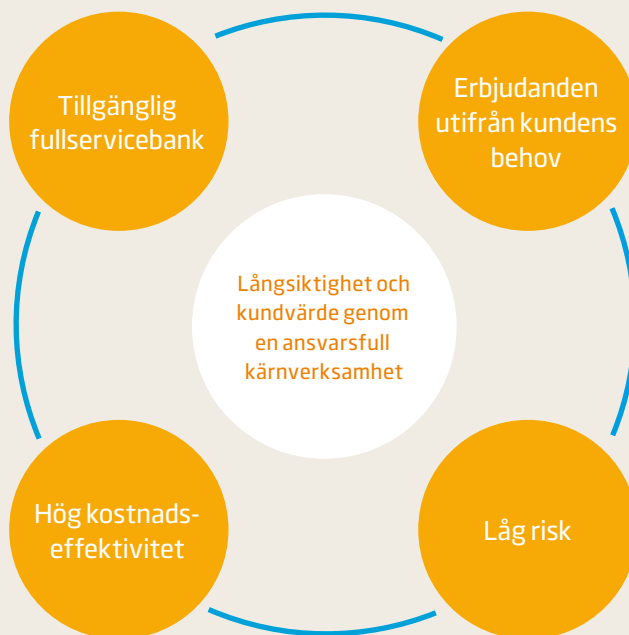 Tillgänglig
fullservicebank
Erbjudanden
utifrån kundens
behov
Långsiktighet och
kundvärde genom
en ansvarsfull
kärnverksamhet
Hög kostnads-
effektivitet
Låg risk